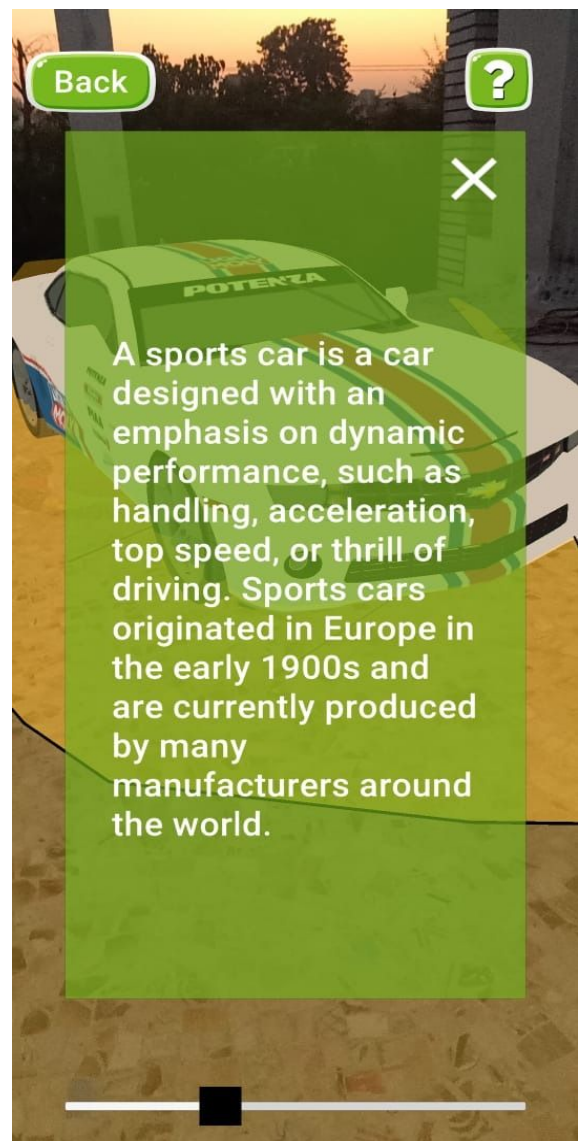 Back
?
POTENZA
A sports car is a car
designed with an
emphasis on dynamic
performance, such as
handling, acceleration,
top speed, or thrill of
driving. Sports cars
originated in Europe in
the early 1900s and
are currently produced
by many
manufacturers around
the world.